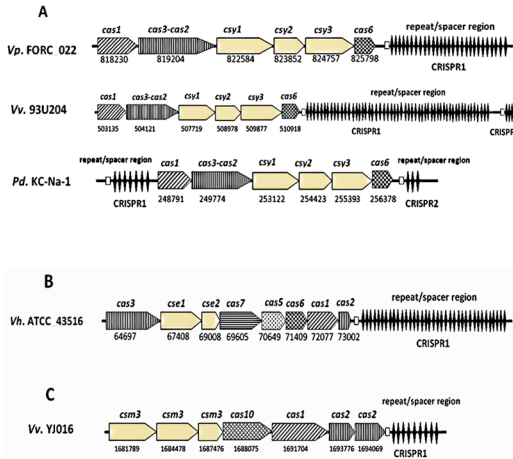 A
cas1 cas3-cas2 csy1 csy2 csy3 cas6 repeat/spacer region
Vp. FORC_022
818230 819204 822584 823852 824757 825798 CRISPR1
cas1 cas3-cas2 csy1 csy2 csy3 cas6 repeat/spacer region repeat/spacer region
Vv. 93U204
503135 504121 507719 508978 509877 510918 CRISPR1
repeat/spacer region cas1 cas3-cas2 csy1 csy2 csy3 cas6 repeat/spacer region
Pd. KC-Na-1
CRISPR1 248791 249774 253122 254423 255393 256378 CRISPR2
B
cas3 cse1 cse2 cas7 cas5 cas6 cas1 cas2 repeat/spacer region
Vh. ATCC_43516
64697 67408 69008 69605 70649 71409 72077 73002 CRISPR1
C
csm3 csm3 csm3 cas10 cas1 cas2 cas2 repeat/spacer region
Vv. YJ016
1681789 1684478 1687476 1688075 1691704 1693776 1694069 CRISPR1